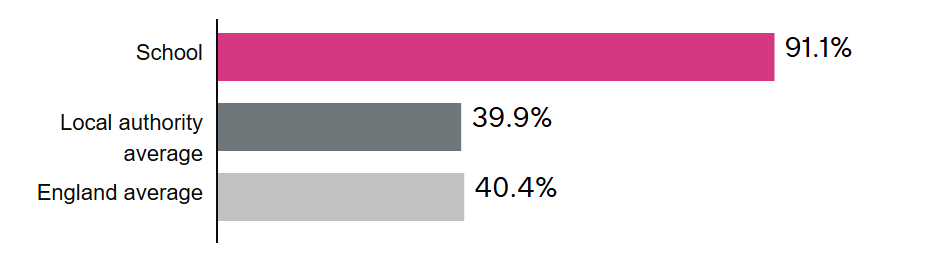 School
91.1%
Local authority
average
39.9%
England average
40.4%